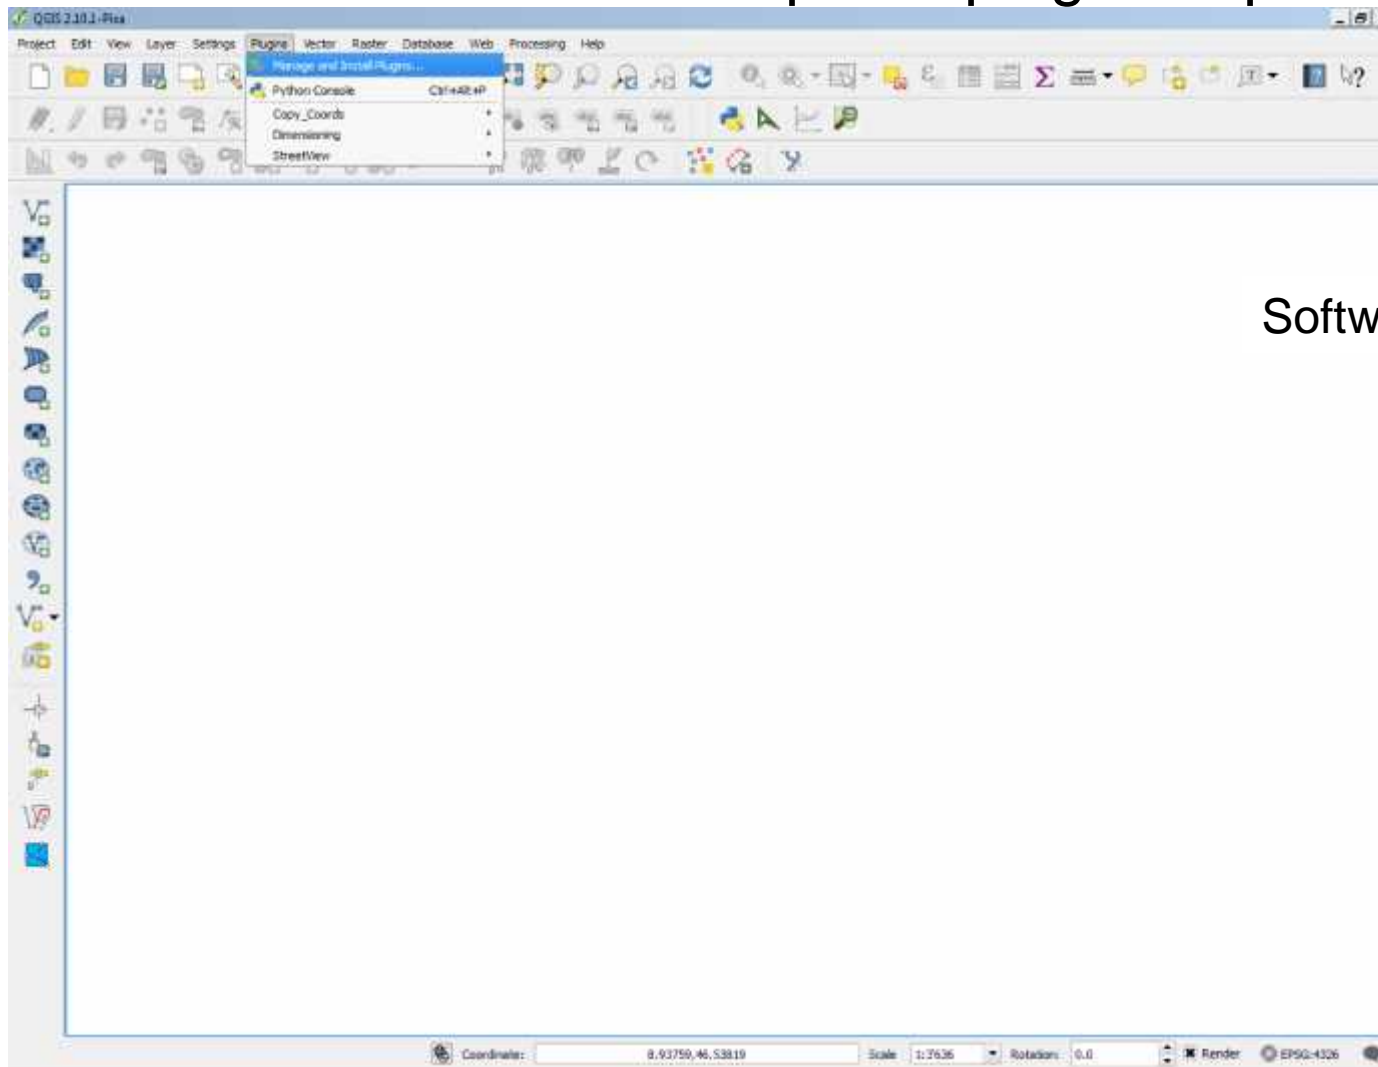 QGIS 2.10.1-Pisa
Project Edit View Layer Settings Plugins Vector Raster Database Web Processing Help
Manage and Install Plugins...
Python Console Ctrl+Alt+P
Copy_Coords
Dimensioning
StreetView
Softw
Coordinate: 8.93759,46.53819 Scale 1:7636 Rotation: 0.0 Render EPSG:4326